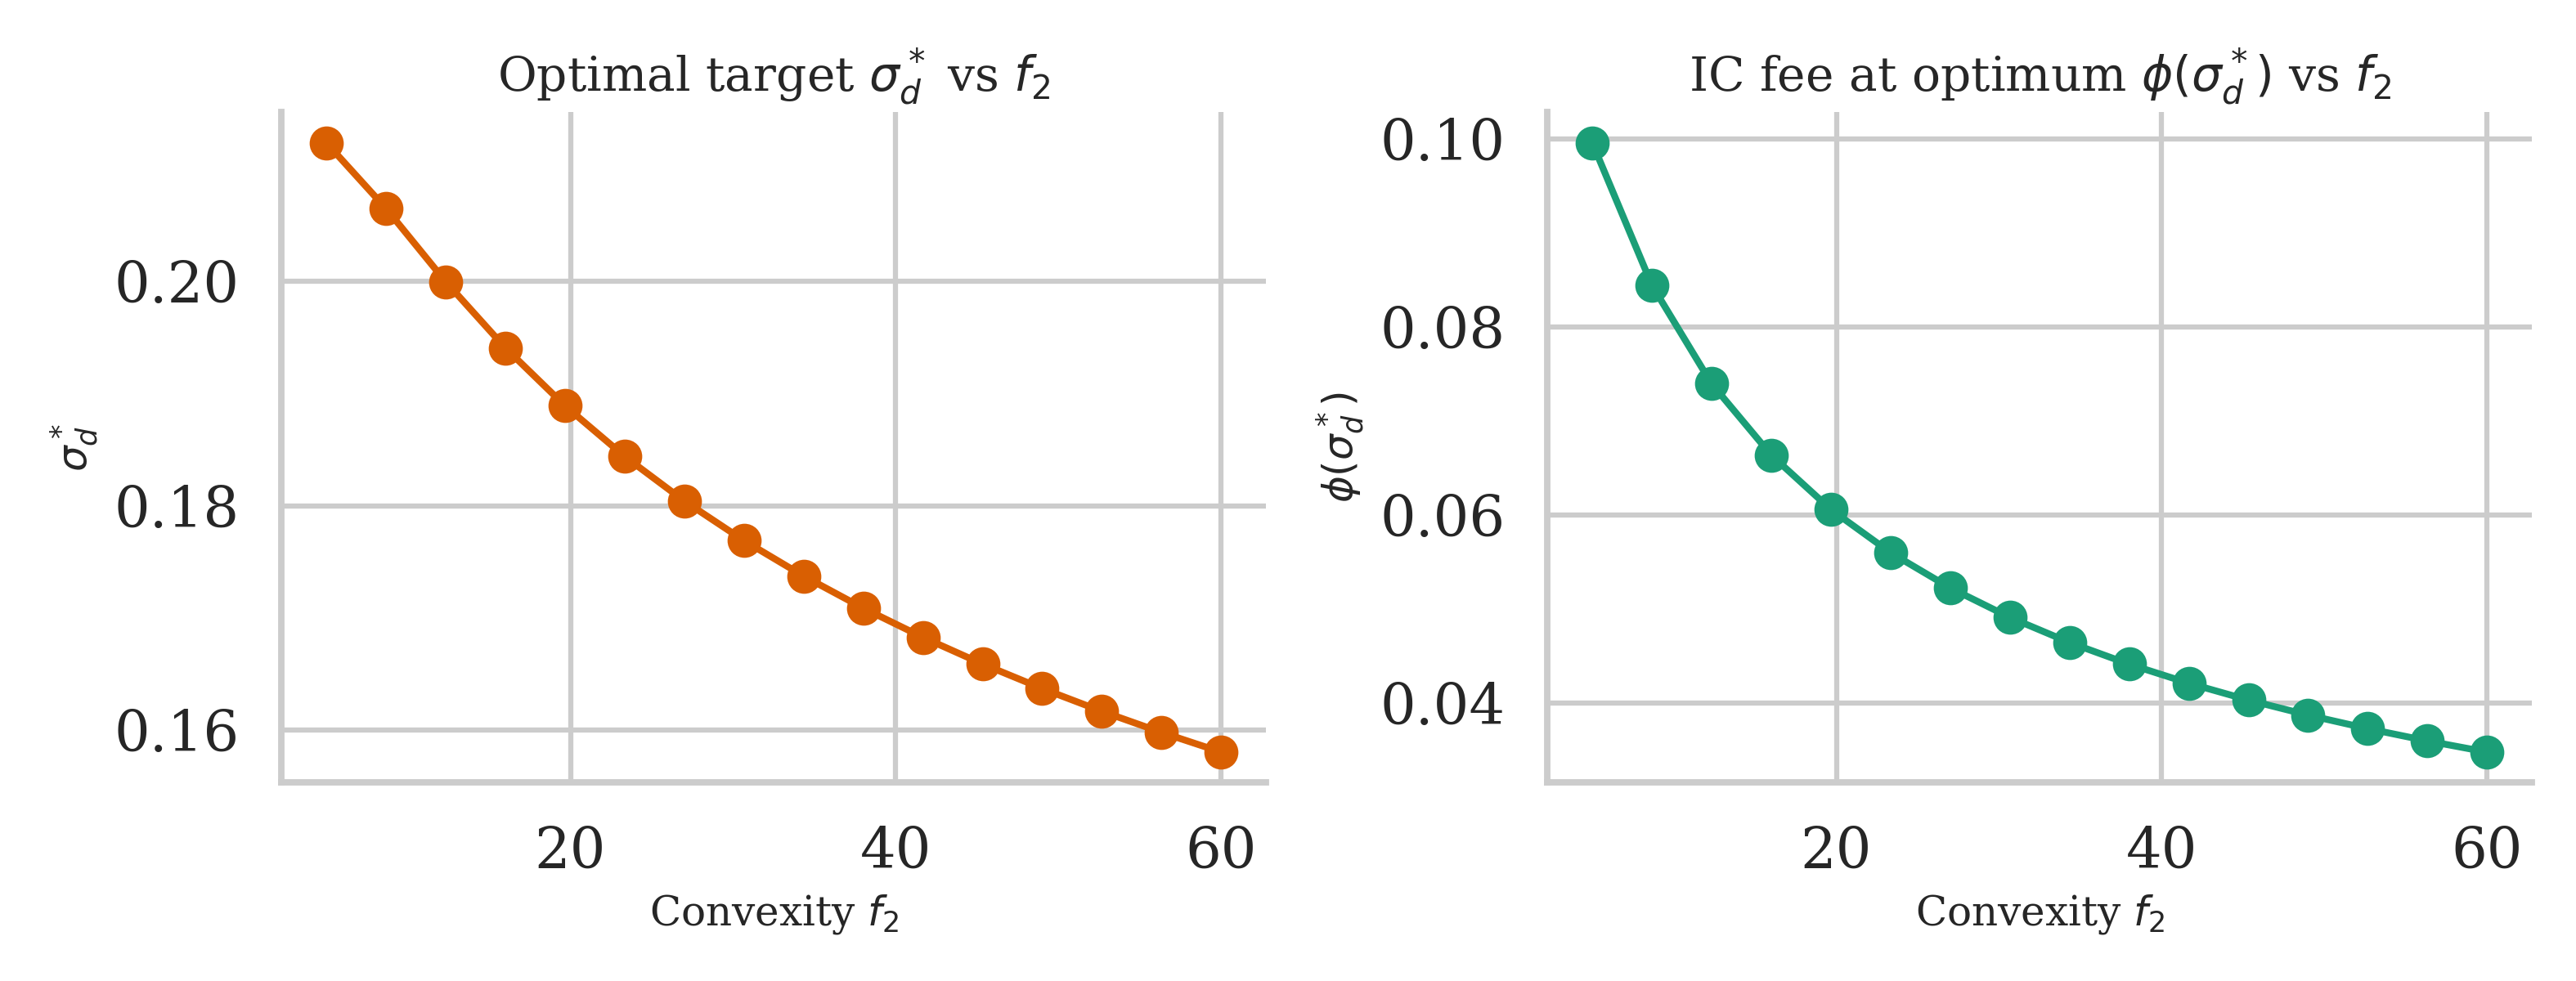 Optimal target σ_d^* vs f_2
0.20
0.18
0.16
σ_d^*
20 40 60
Convexity f_2
IC fee at optimum ϕ(σ_d^*) vs f_2
0.10
0.08
0.06
0.04
ϕ(σ_d^*)
20 40 60
Convexity f_2